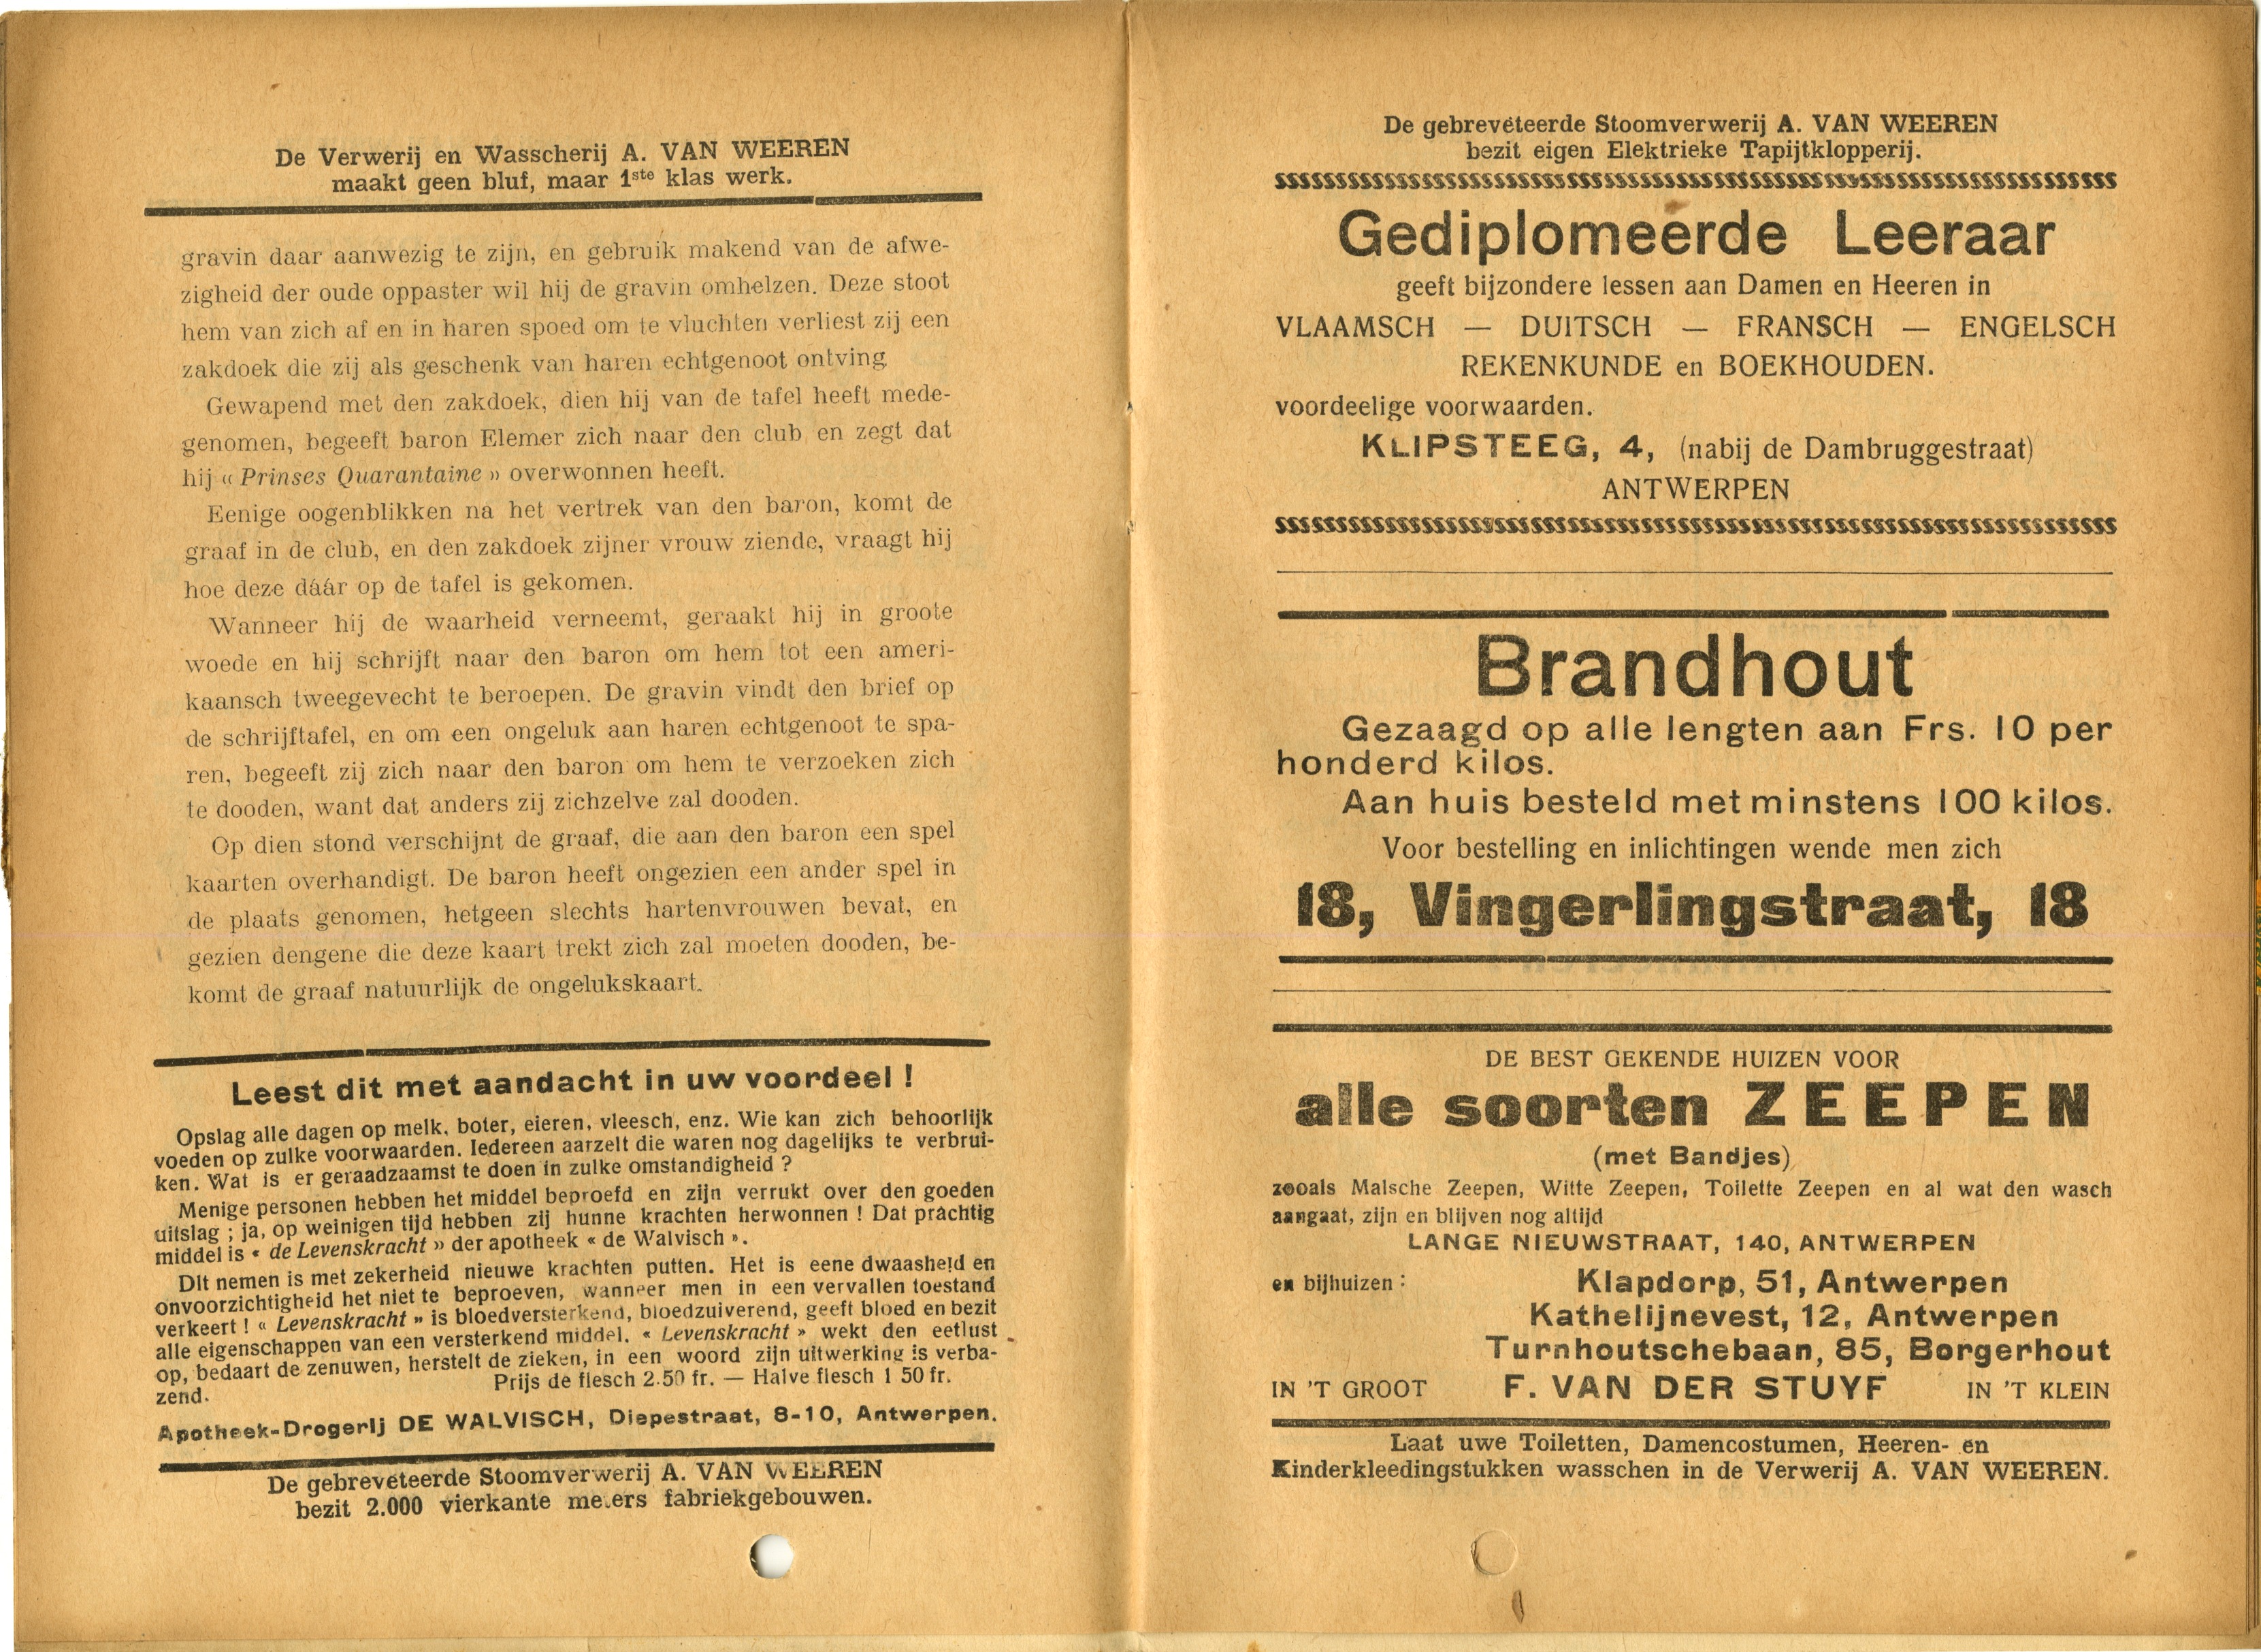 De Verwerij en Wasscherij A. VAN WEEREN
maakt geen bluf, maar 1ste klas werk.
gravin daar aanwezig te zijn, en gebruik makend van de afwe-
zigheid der oude oppaster wil hij de gravin omhelzen. Deze stoot
hem van zich af en in haren spoed om te vluchten verliest zij een
zakdoek die zij als geschenk van haren echtgenoot ontving
Gewapend met den zakdoek, dien hij van de tafel heeft mede-
genomen, begeeft baron Elemer zich naar den club en zegt dat
hij « Prinses Quarantaine » overwonnen heeft.
Eenige oogenblikken na het vertrek van den baron, komt de
graaf in de club, en den zakdoek zijner vrouw ziende, vraagt hij
hoe deze dáár op de tafel is gekomen.
Wanneer hij de waarheid verneemt, geraakt hij in groote
woede en hij schrijft naar den baron om hem tot een ameri-
kaansch tweegevecht te beroepen. De gravin vindt den brief op
de schrijftafel, en om een ongeluk aan haren echtgenoot te spa-
ren, begeeft zij zich naar den baron om hem te verzoeken zich
te dooden, want dat anders zij zichzelve zal dooden.
Op dien stond verschijnt de graaf, die aan den baron een spel
kaarten overhandigt. De baron heeft ongezien een ander spel in
de plaats genomen, hetgeen slechts hartenvrouwen bevat, en
gezien dengene die deze kaart trekt zich zal moeten dooden, be-
komt de graaf natuurlijk de ongelukskaart.
Leest dit met aandacht in uw voordeel !
Opslag alle dagen op melk, boter, eieren, vleesch, enz. Wie kan zich behoorlijk
voeden op zulke voorwaarden. Iedereen aarzelt die waren nog dagelijks te verbrui-
ken. Wat is er geraadzaamst te doen in zulke omstandigheid ?
Menige personen hebben het middel beproefd en zijn verrukt over den goeden
uitslag ; ja, op weinigen tijd hebben zij hunne krachten herwonnen ! Dat prachtig
middel is « de Levenskracht » der apotheek « de Walvisch ».
Dit nemen is met zekerheid nieuwe krachten putten. Het is eene dwaasheid en
onvoorzichtigheid het niet te beproeven, wanneer men in een vervallen toestand
verkeert ! « Levenskracht » is bloedversterkend, bloedzuiverend, geeft bloed en bezit
alle eigenschappen van een versterkend middel. « Levenskracht » wekt den eetlust
op, bedaart de zenuwen, herstelt de zieken, in een woord zijn uitwerking is verba-
zend. Prijs de flesch 2.50 fr. — Halve flesch 1 50 fr.
Apotheek-Drogerij DE WALVISCH, Diepestraat, 8-10, Antwerpen.
De gebreveteerde Stoomverwerij A. VAN WEEREN
bezit 2.000 vierkante meters fabriekgebouwen.
De gebreveteerde Stoomverwerij A. VAN WEEREN
bezit eigen Elektrieke Tapijtklopperij.
Gediplomeerde Leeraar
geeft bijzondere lessen aan Damen en Heeren in
VLAAMSCH — DUITSCH — FRANSCH — ENGELSCH
REKENKUNDE en BOEKHOUDEN.
voordeelige voorwaarden.
KLIPSTEEG, 4, (nabij de Dambruggestraat)
ANTWERPEN
Brandhout
Gezaagd op alle lengten aan Frs. 10 per
honderd kilos.
Aan huis besteld met minstens 100 kilos.
Voor bestelling en inlichtingen wende men zich
18, Vingerlingstraat, 18
DE BEST GEKENDE HUIZEN VOOR
alle soorten ZEEPEN
(met Bandjes)
zooals Malsche Zeepen, Witte Zeepen, Toilette Zeepen en al wat den wasch
aangaat, zijn en blijven nog altijd
LANGE NIEUWSTRAAT, 140, ANTWERPEN
en bijhuizen : Klapdorp, 51, Antwerpen
Kathelijnevest, 12, Antwerpen
Turnhoutschebaan, 85, Borgerhout
IN 'T GROOT F. VAN DER STUYF IN 'T KLEIN
Laat uwe Toiletten, Damencostumen, Heeren- en
Kinderkleedingstukken wasschen in de Verwerij A. VAN WEEREN.